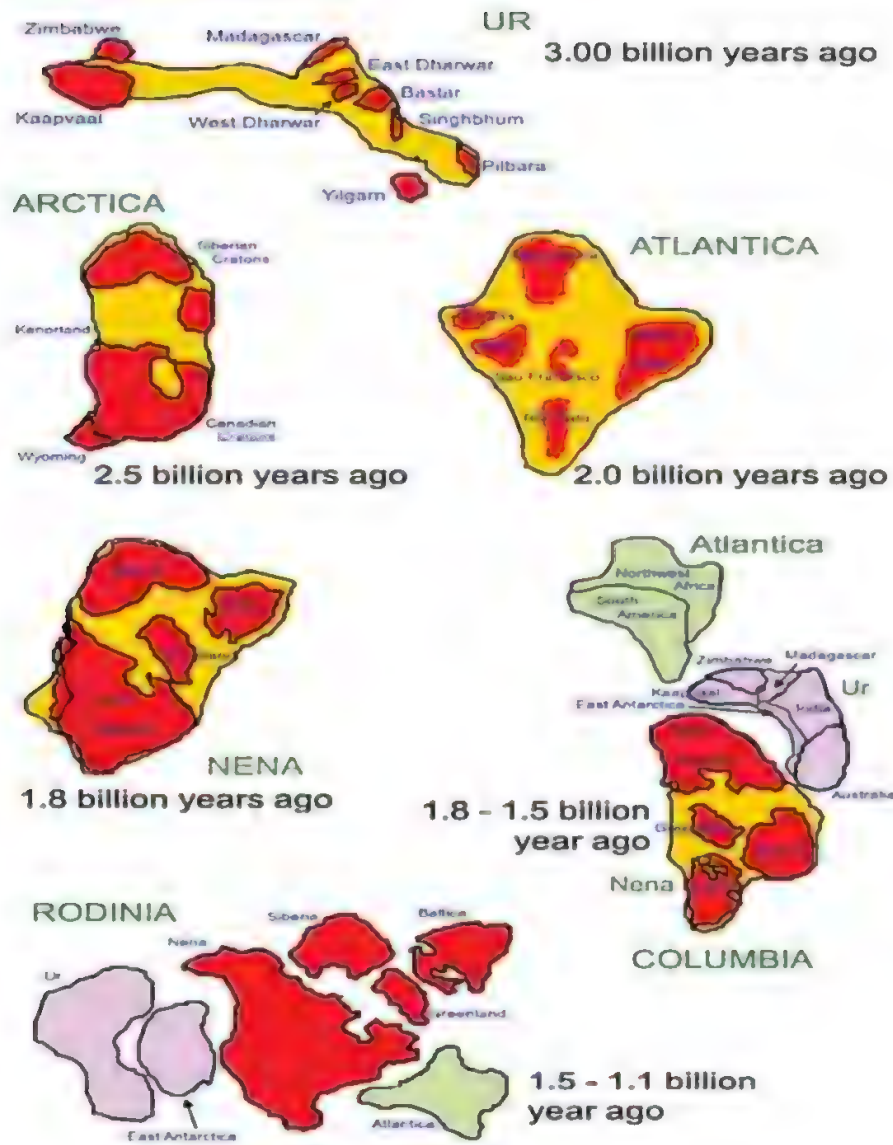 UR
3.00 billion years ago
Zimbabwe
Madagascar
East Dharwar
Bastar
Kaapvaal
West Dharwar
Singhbhum
Pilbara
Yilgarn
ARCTICA
Siberian
Cratons
Kenorland
Canadian
Cratons
Wyoming
2.5 billion years ago
ATLANTICA
Sao Francisco
2.0 billion years ago
NENA
1.8 billion years ago
Atlantica
Northwest
Africa
South
America
Zimbabwe
Madagascar
Kaapvaal
Ur
East Antarctica
India
Australia
1.8 - 1.5 billion
year ago
Nena
COLUMBIA
RODINIA
Siberia
Baltica
Nena
Ur
Greenland
1.5 - 1.1 billion
year ago
Atlantica
East Antarctica